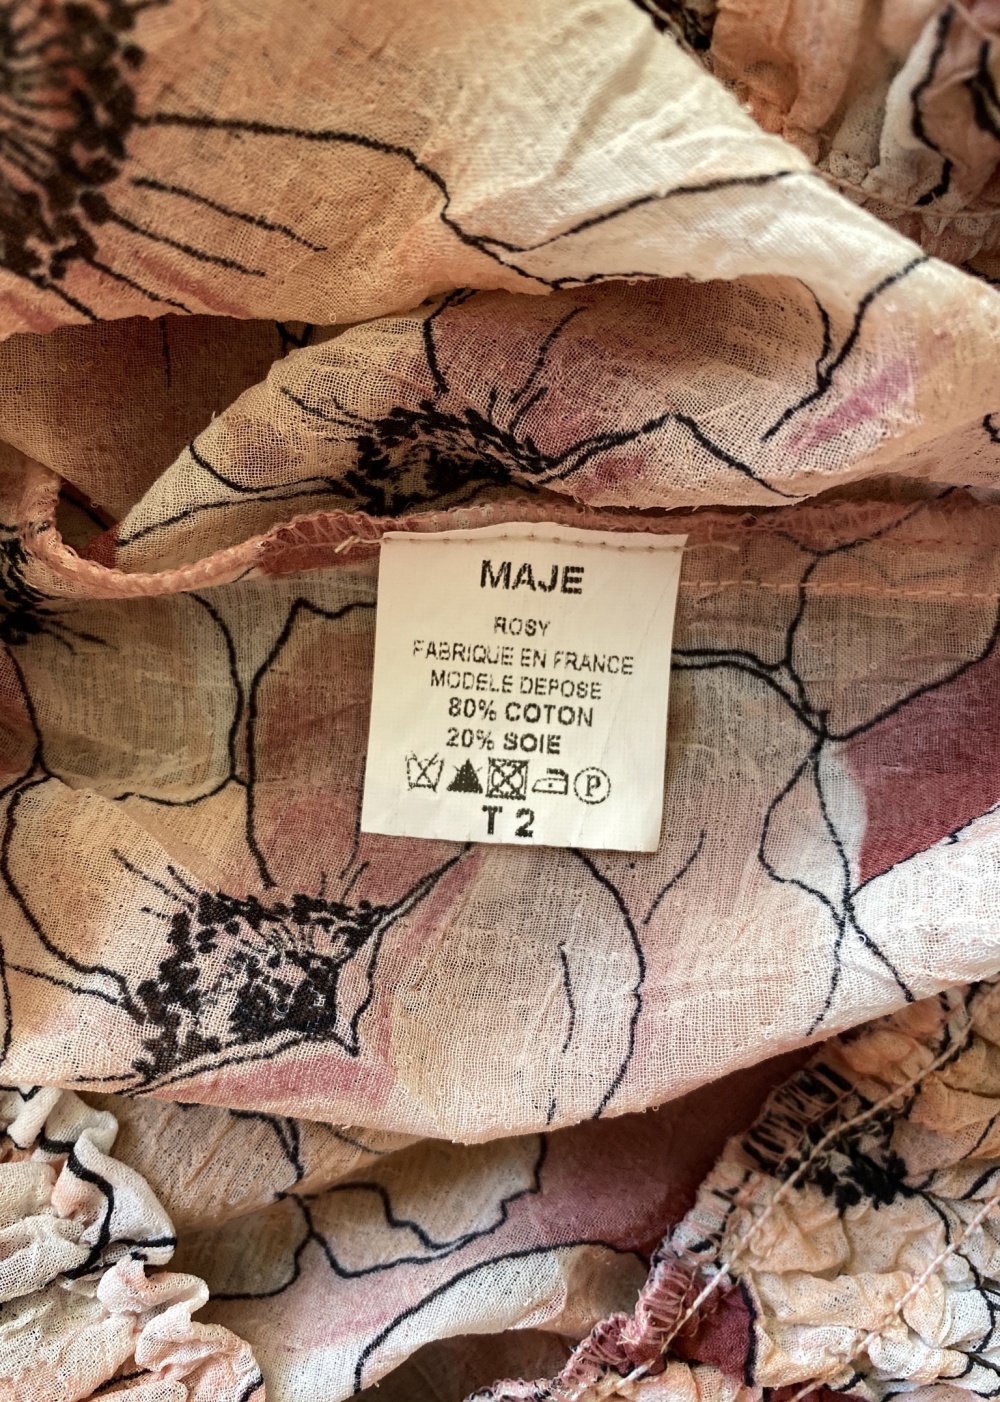 MAJE
ROSY
FABRIQUE EN FRANCE
MODELE DEPOSE
80% COTON
20% SOIE
P
T 2